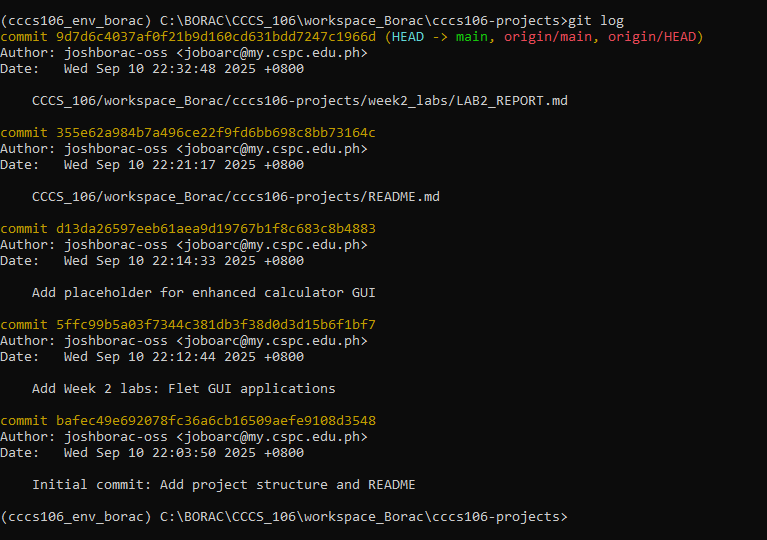 (cccs106_env_borac) C:\BORAC\CCCS_106\workspace_Borac\cccs106-projects>git log
commit 9d7d6c4037af0f21b9d160cd631bdd7247c1966d (HEAD -> main, origin/main, origin/HEAD)
Author: joshborac-oss <joboarc@my.cspc.edu.ph>
Date:   Wed Sep 10 22:32:48 2025 +0800
CCCS_106/workspace_Borac/cccs106-projects/week2_labs/LAB2_REPORT.md
commit 355e62a984b7a496ce22f9fd6bb698c8bb73164c
Author: joshborac-oss <joboarc@my.cspc.edu.ph>
Date:   Wed Sep 10 22:21:17 2025 +0800
CCCS_106/workspace_Borac/cccs106-projects/README.md
commit d13da26597eeb61aea9d19767b1f8c683c8b4883
Author: joshborac-oss <joboarc@my.cspc.edu.ph>
Date:   Wed Sep 10 22:14:33 2025 +0800
Add placeholder for enhanced calculator GUI
commit 5ffc99b5a03f7344c381db3f38d0d3d15b6f1bf7
Author: joshborac-oss <joboarc@my.cspc.edu.ph>
Date:   Wed Sep 10 22:12:44 2025 +0800
Add Week 2 labs: Flet GUI applications
commit bafec49e692078fc36a6cb16509aefe9108d3548
Author: joshborac-oss <joboarc@my.cspc.edu.ph>
Date:   Wed Sep 10 22:03:50 2025 +0800
Initial commit: Add project structure and README
(cccs106_env_borac) C:\BORAC\CCCS_106\workspace_Borac\cccs106-projects>